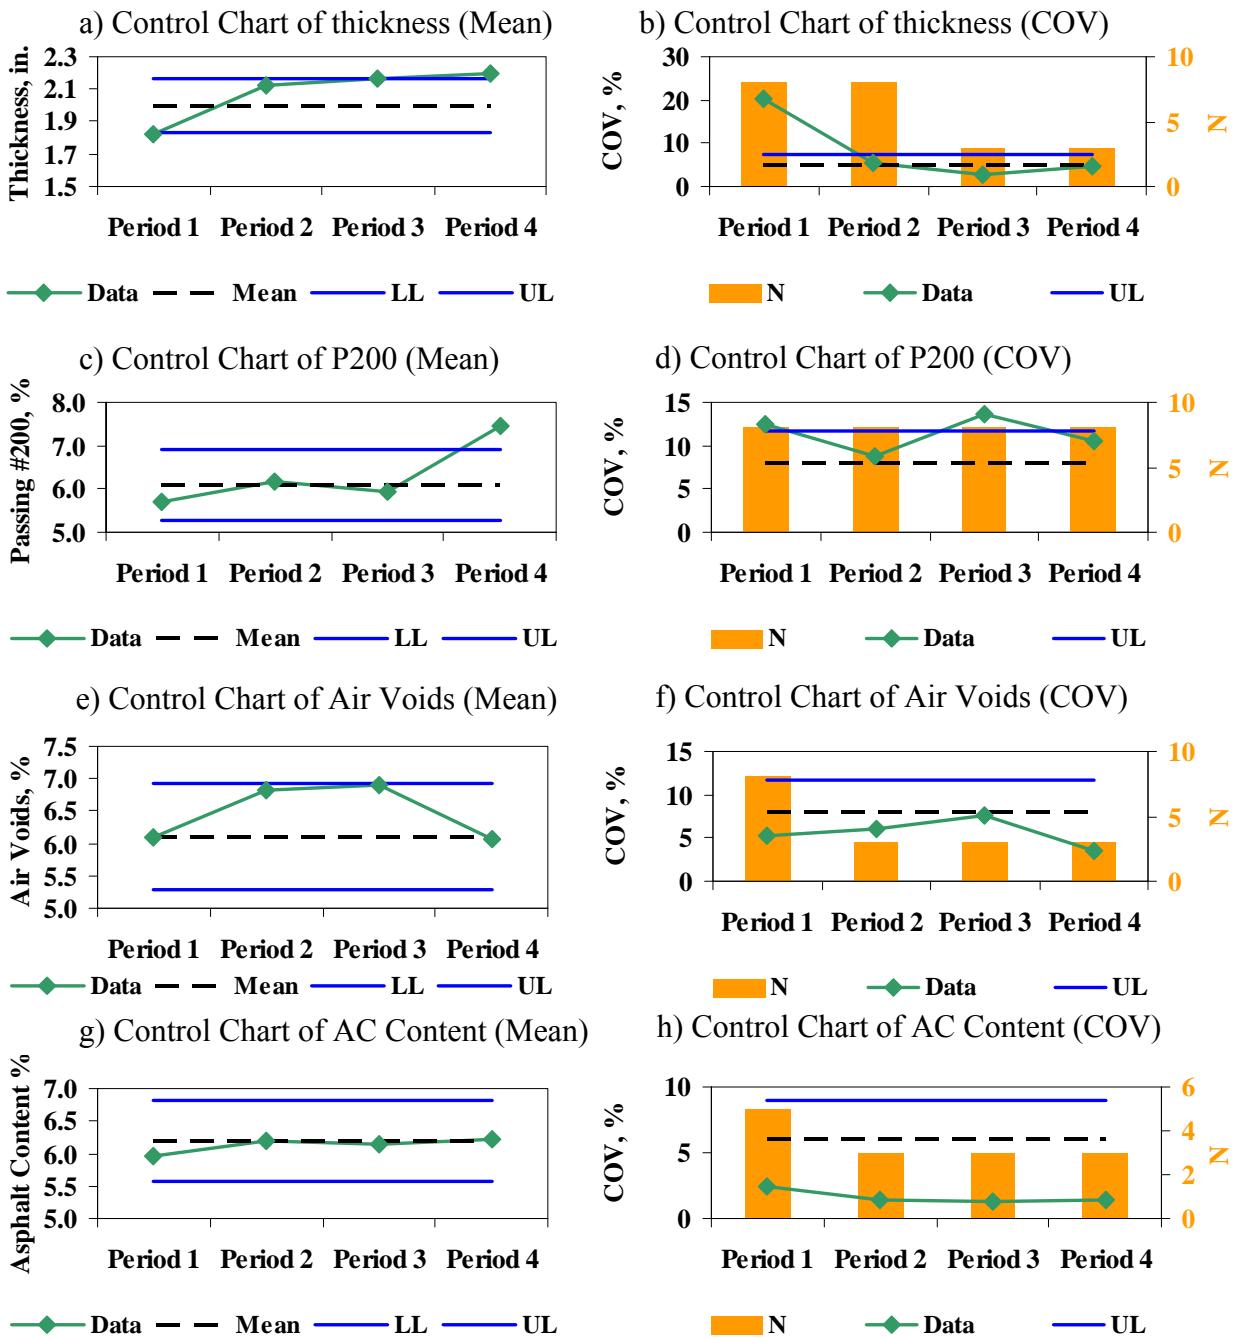 a) Control Chart of thickness (Mean)
Thickness, in.
2.3
2.1
1.9
1.7
1.5
Period 1 Period 2 Period 3 Period 4
Data Mean LL UL
b) Control Chart of thickness (COV)
COV, %
30
20
10
0
10
5
0
N
Period 1 Period 2 Period 3 Period 4
N Data UL
c) Control Chart of P200 (Mean)
Passing #200, %
8.0
7.0
6.0
5.0
Period 1 Period 2 Period 3 Period 4
Data Mean LL UL
d) Control Chart of P200 (COV)
COV, %
15
10
5
0
10
5
0
N
Period 1 Period 2 Period 3 Period 4
N Data UL
e) Control Chart of Air Voids (Mean)
Air Voids, %
7.5
7.0
6.5
6.0
5.5
5.0
Period 1 Period 2 Period 3 Period 4
Data Mean LL UL
f) Control Chart of Air Voids (COV)
COV, %
15
10
5
0
10
5
0
N
Period 1 Period 2 Period 3 Period 4
N Data UL
g) Control Chart of AC Content (Mean)
Asphalt Content %
7.0
6.5
6.0
5.5
5.0
Period 1 Period 2 Period 3 Period 4
Data Mean LL UL
h) Control Chart of AC Content (COV)
COV, %
10
5
0
6
4
2
0
N
Period 1 Period 2 Period 3 Period 4
N Data UL